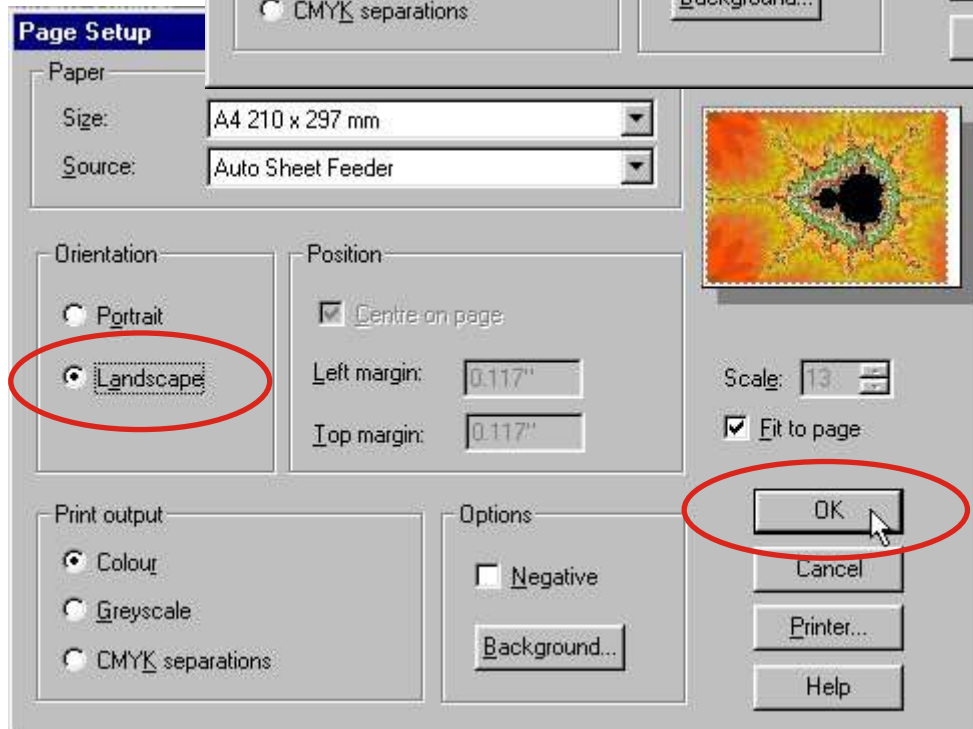 CMYK separations
Background...
Page Setup
Paper
Size: A4 210 x 297 mm
Source: Auto Sheet Feeder
Orientation
Portrait
Landscape
Position
Centre on page
Left margin: 0.117"
Top margin: 0.117"
Scale: 13
Fit to page
Print output
Colour
Greyscale
CMYK separations
Options
Negative
Background...
OK
Cancel
Printer...
Help